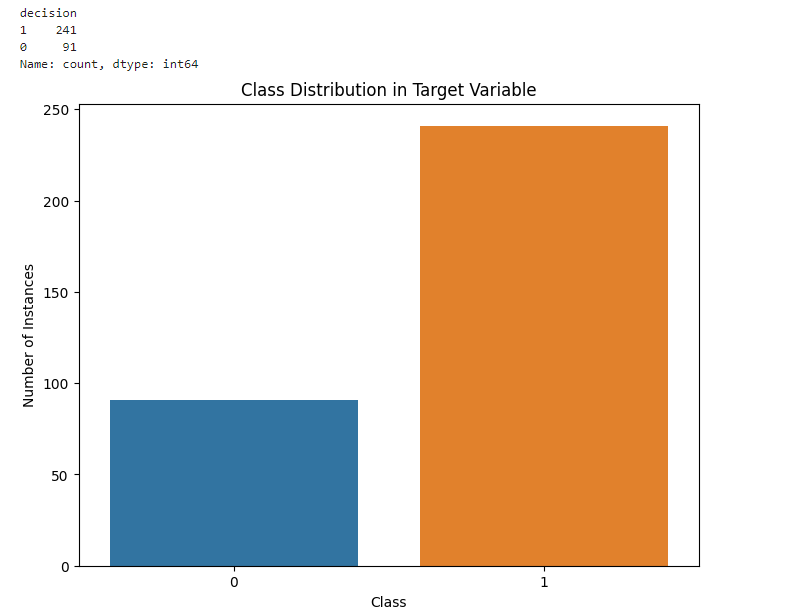 decision
1    241
0     91
Name: count, dtype: int64
Class Distribution in Target Variable
250
200
150
100
50
0
Number of Instances
0 1
Class